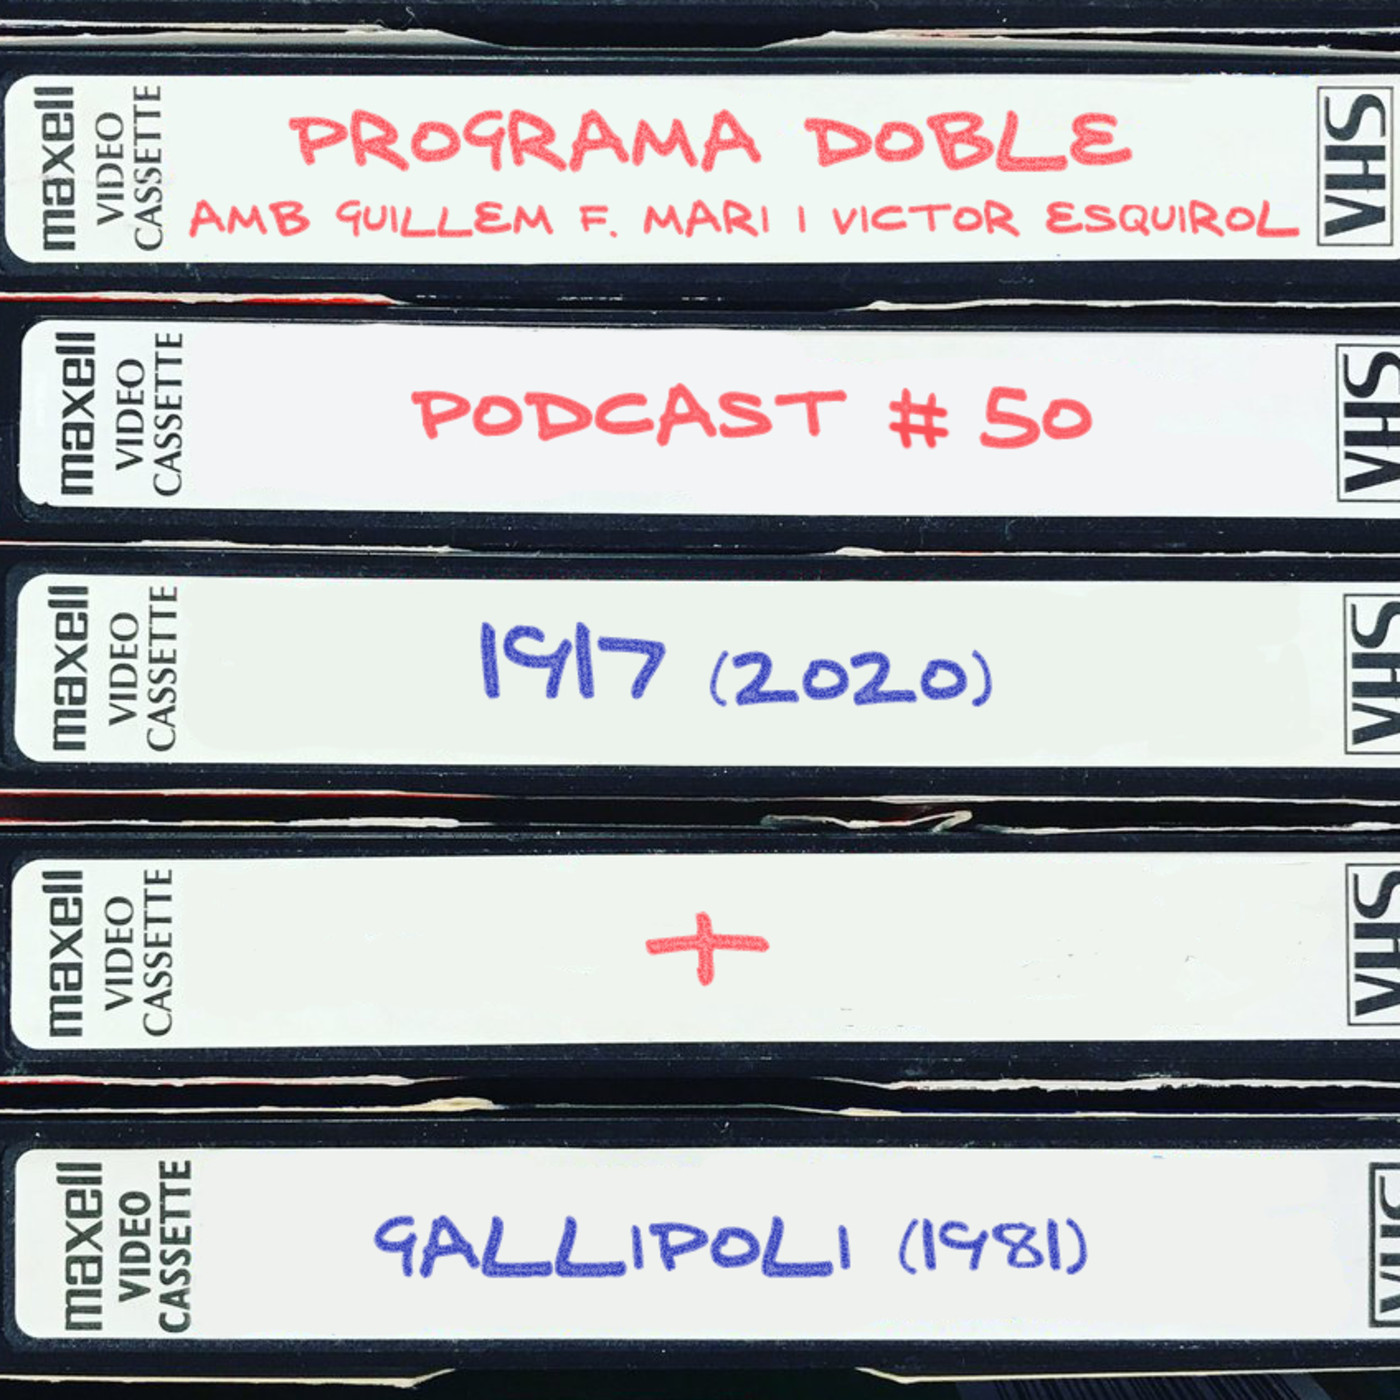 maxell
VIDEO
CASSETTE
PROGRAMA DOBLE
AMB GUILLEM F. MARI I VICTOR ESQUIROL
VHS
maxell
VIDEO
CASSETTE
PODCAST # 50
VHS
maxell
VIDEO
CASSETTE
1917 (2020)
VHS
maxell
VIDEO
CASSETTE
+
VHS
maxell
VIDEO
CASSETTE
GALLIPOLI (1981)
VHS